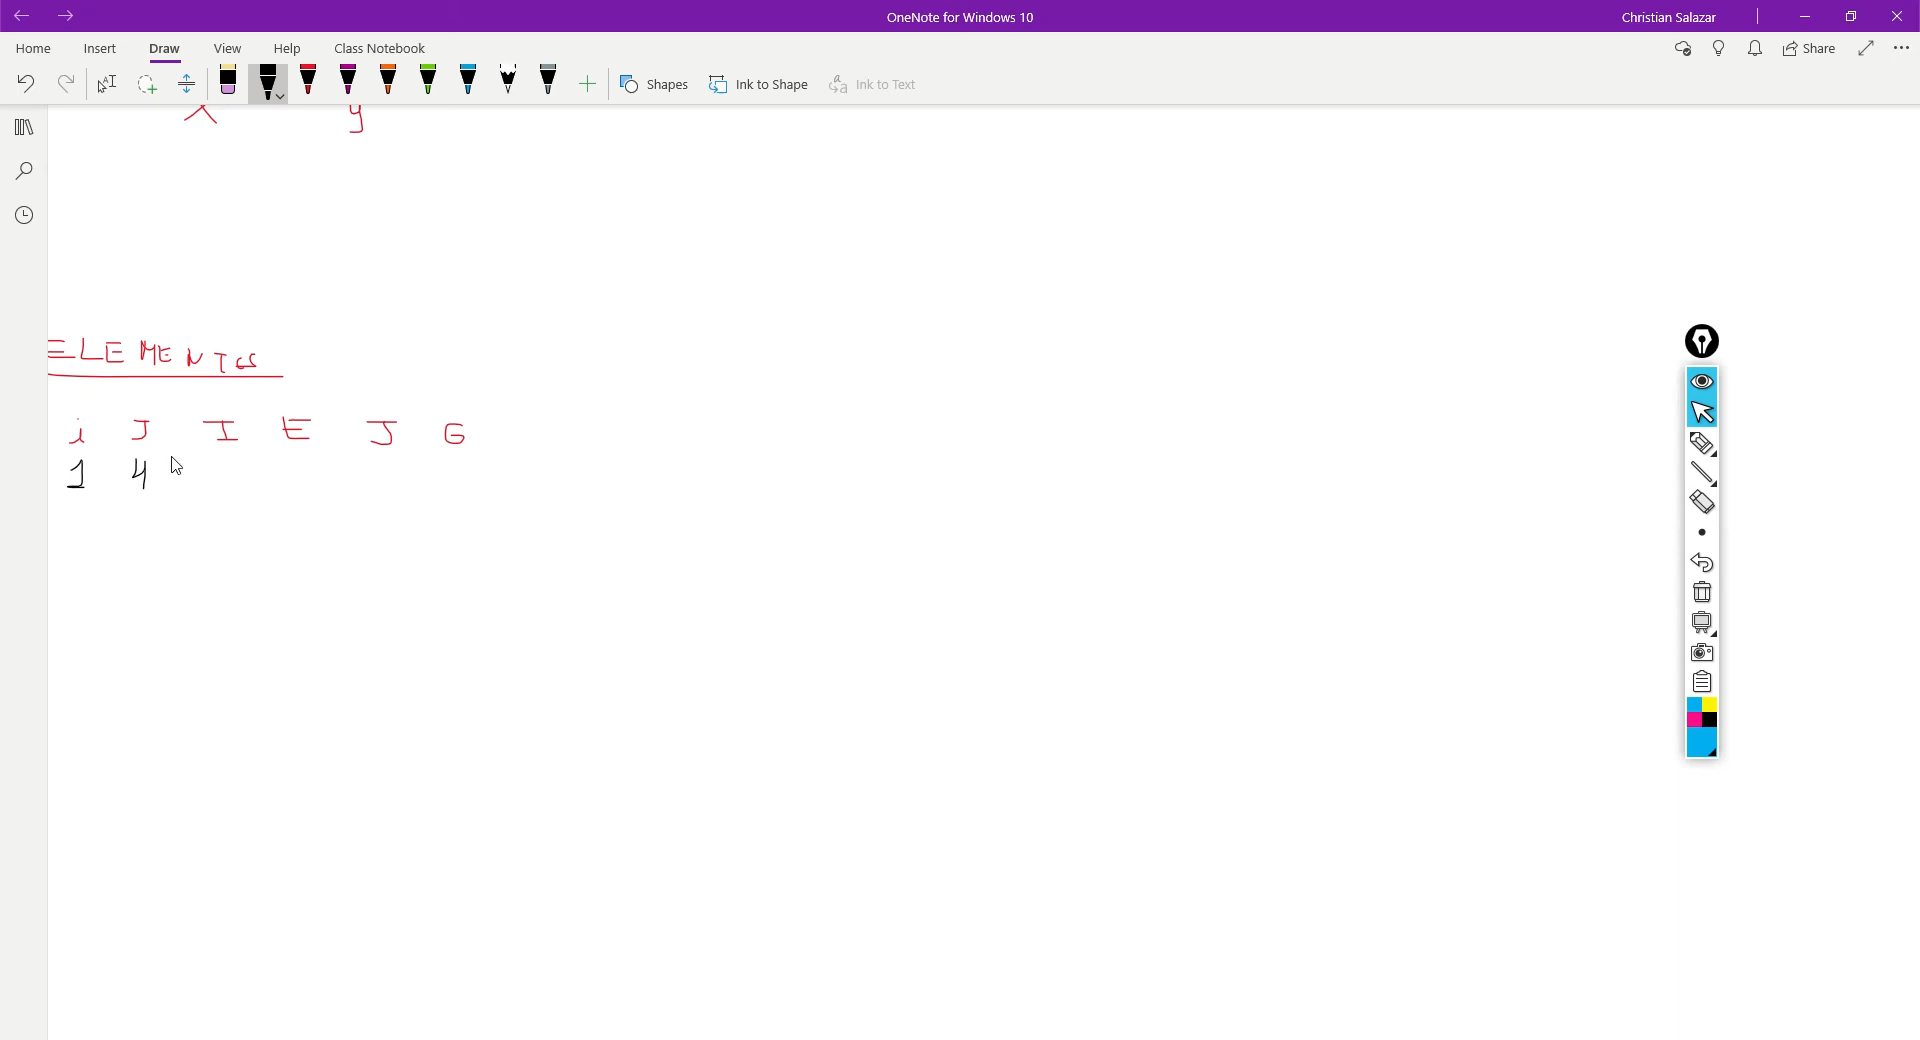 OneNote for Windows 10
Christian Salazar
Home Insert Draw View Help Class Notebook
Share
Shapes Ink to Shape Ink to Text
x y
ELEMENTOS
i J I E J G
1 4